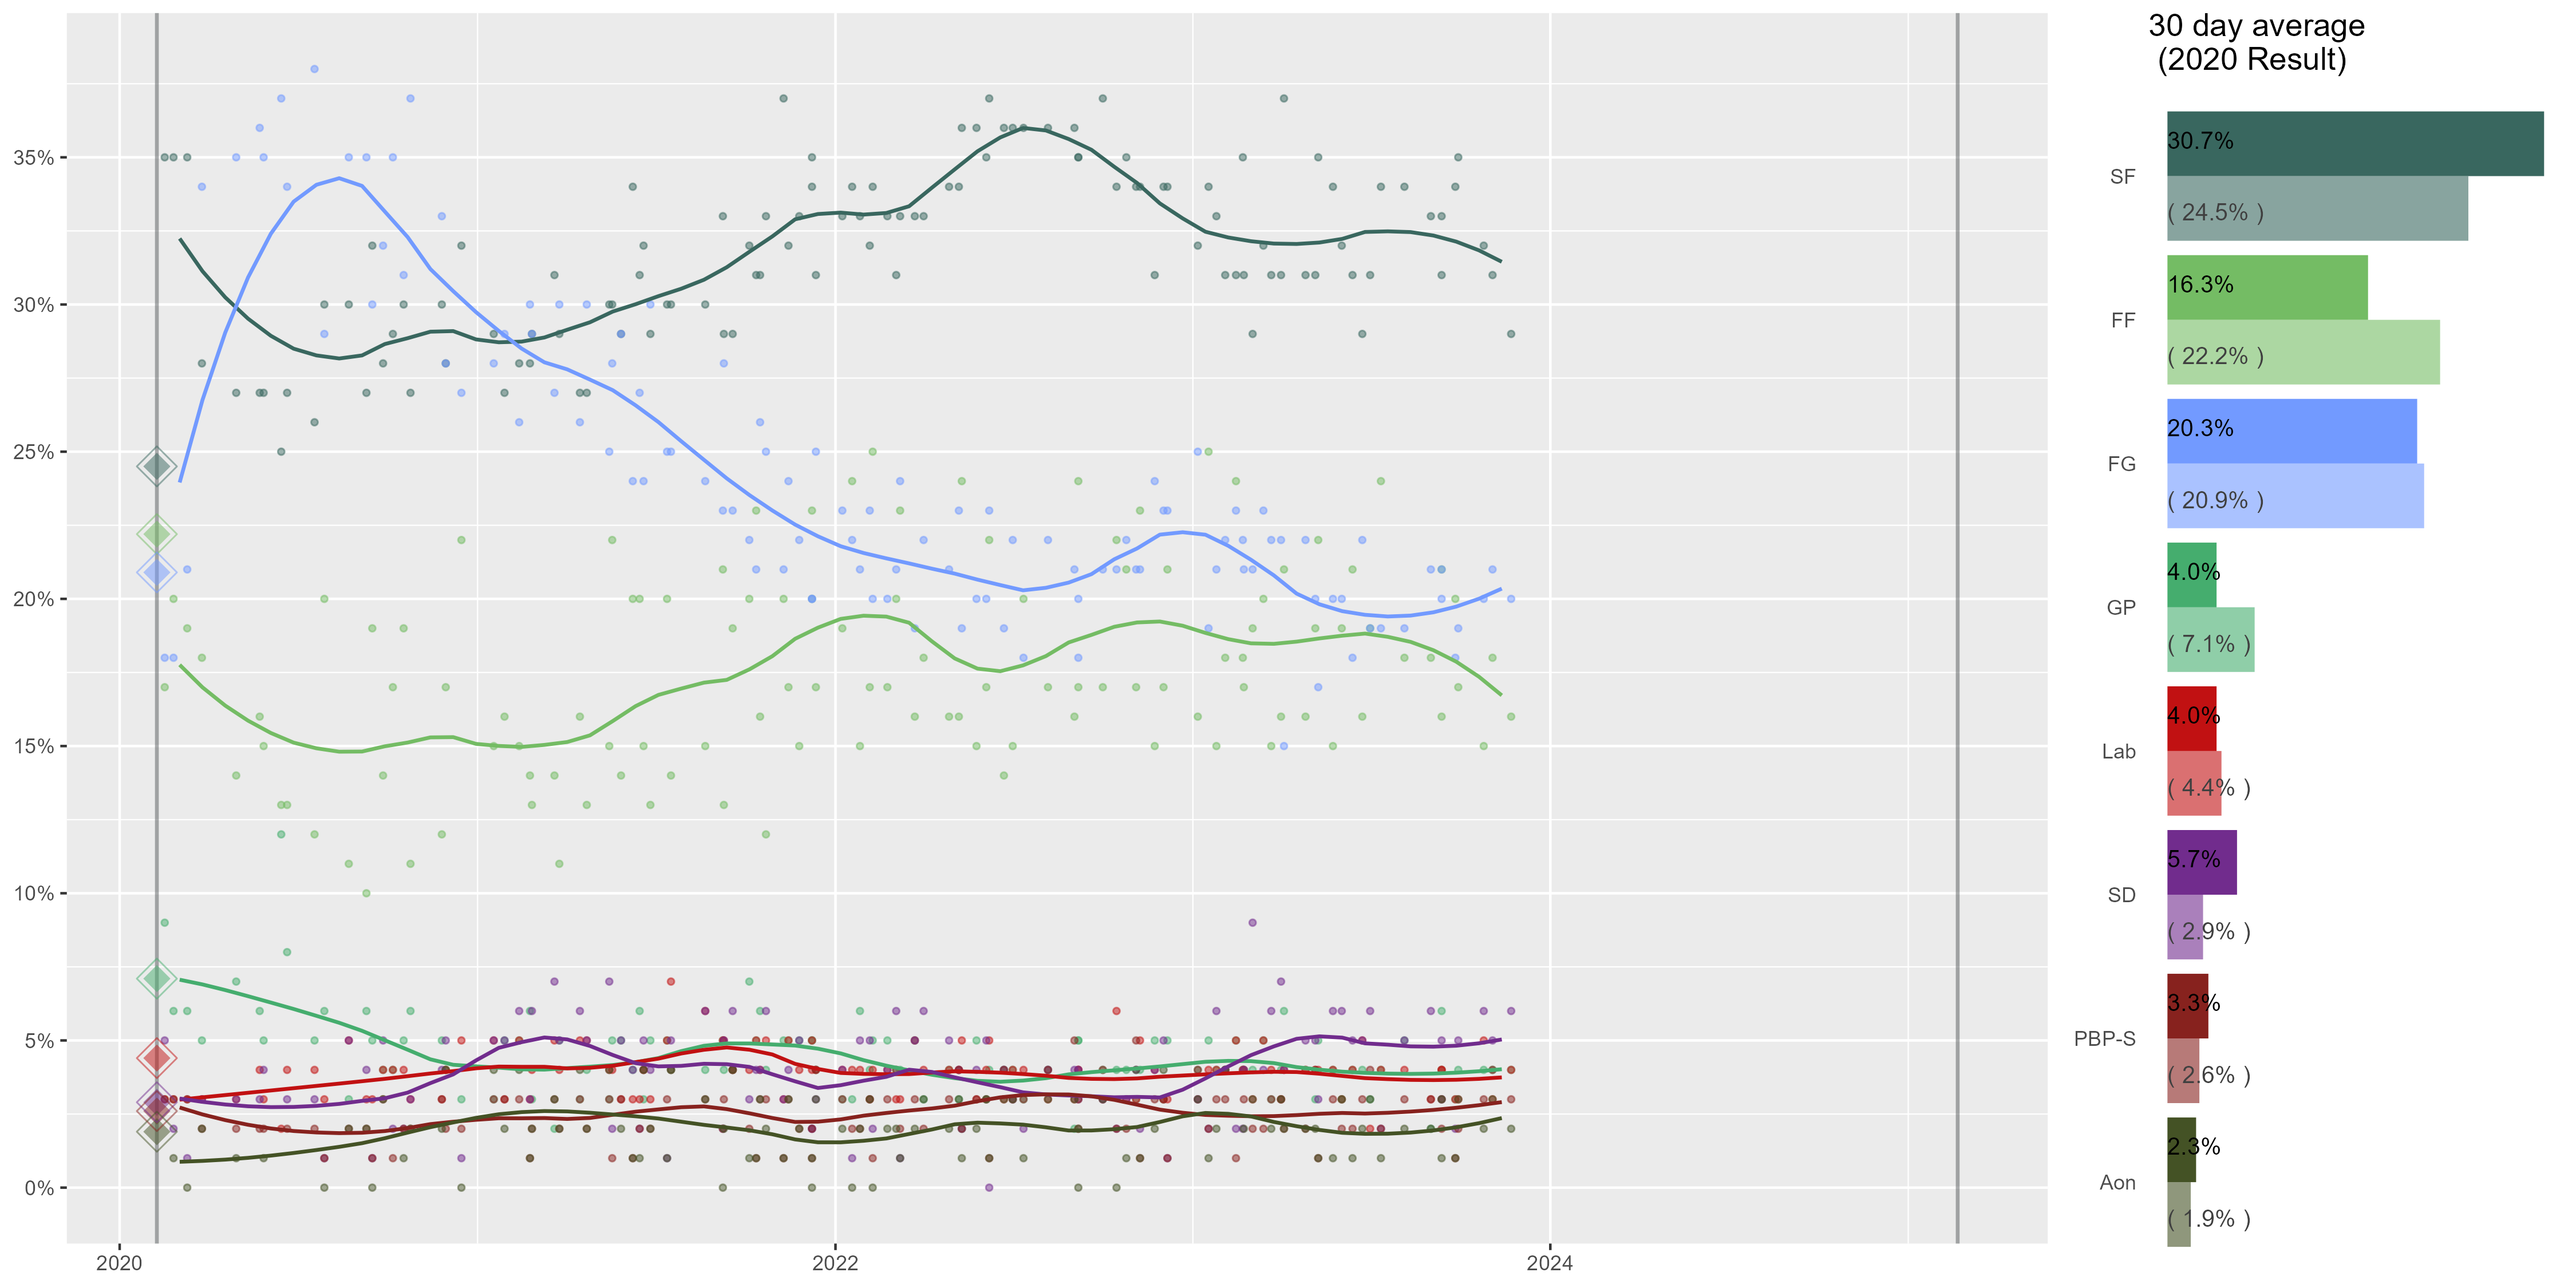 30 day average
(2020 Result)
35%
30%
25%
20%
15%
10%
5%
0%
2020
2022
2024
SF
30.7%
( 24.5% )
FF
16.3%
( 22.2% )
FG
20.3%
( 20.9% )
GP
4.0%
( 7.1% )
Lab
4.0%
( 4.4% )
SD
5.7%
( 2.9% )
PBP-S
3.3%
( 2.6% )
Aon
2.3%
( 1.9% )